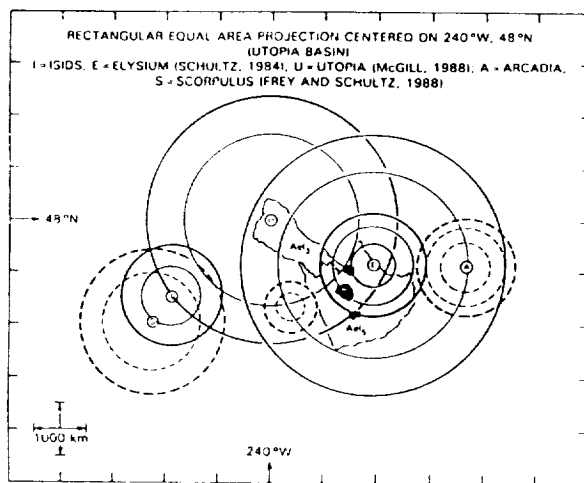 RECTANGULAR EQUAL AREA PROJECTION CENTERED ON 240°W, 48°N
(UTOPIA BASIN)
I = ISIDIS, E = ELYSIUM (SCHULTZ, 1984), U = UTOPIA (McGILL, 1988); A = ARCADIA,
S = SCORPULUS (FREY AND SCHULTZ, 1988)
48°N
Ael₃
E
A
Ael₅
1000 km
240°W